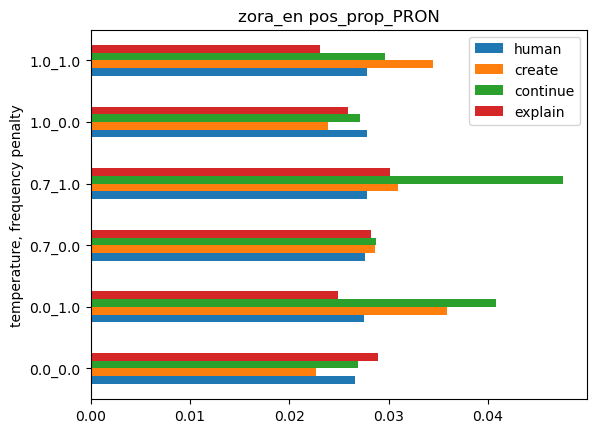 zora_en pos_prop_PRON
human
create
continue
explain
temperature, frequency penalty
1.0_1.0
1.0_0.0
0.7_1.0
0.7_0.0
0.0_1.0
0.0_0.0
0.00 0.01 0.02 0.03 0.04